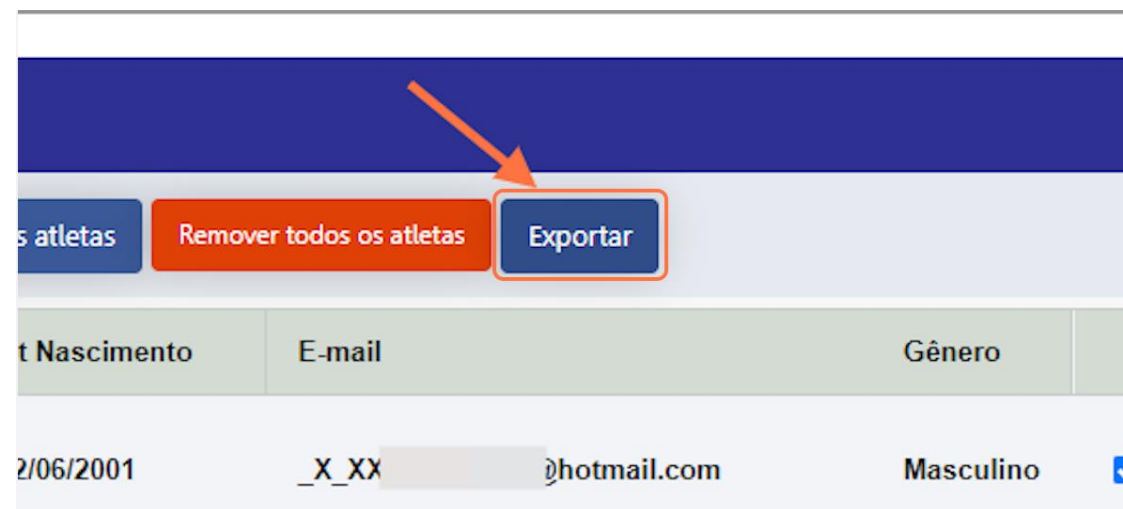 s atletas Remover todos os atletas Exportar
t Nascimento E-mail Gênero
2/06/2001 _X_XX @hotmail.com Masculino